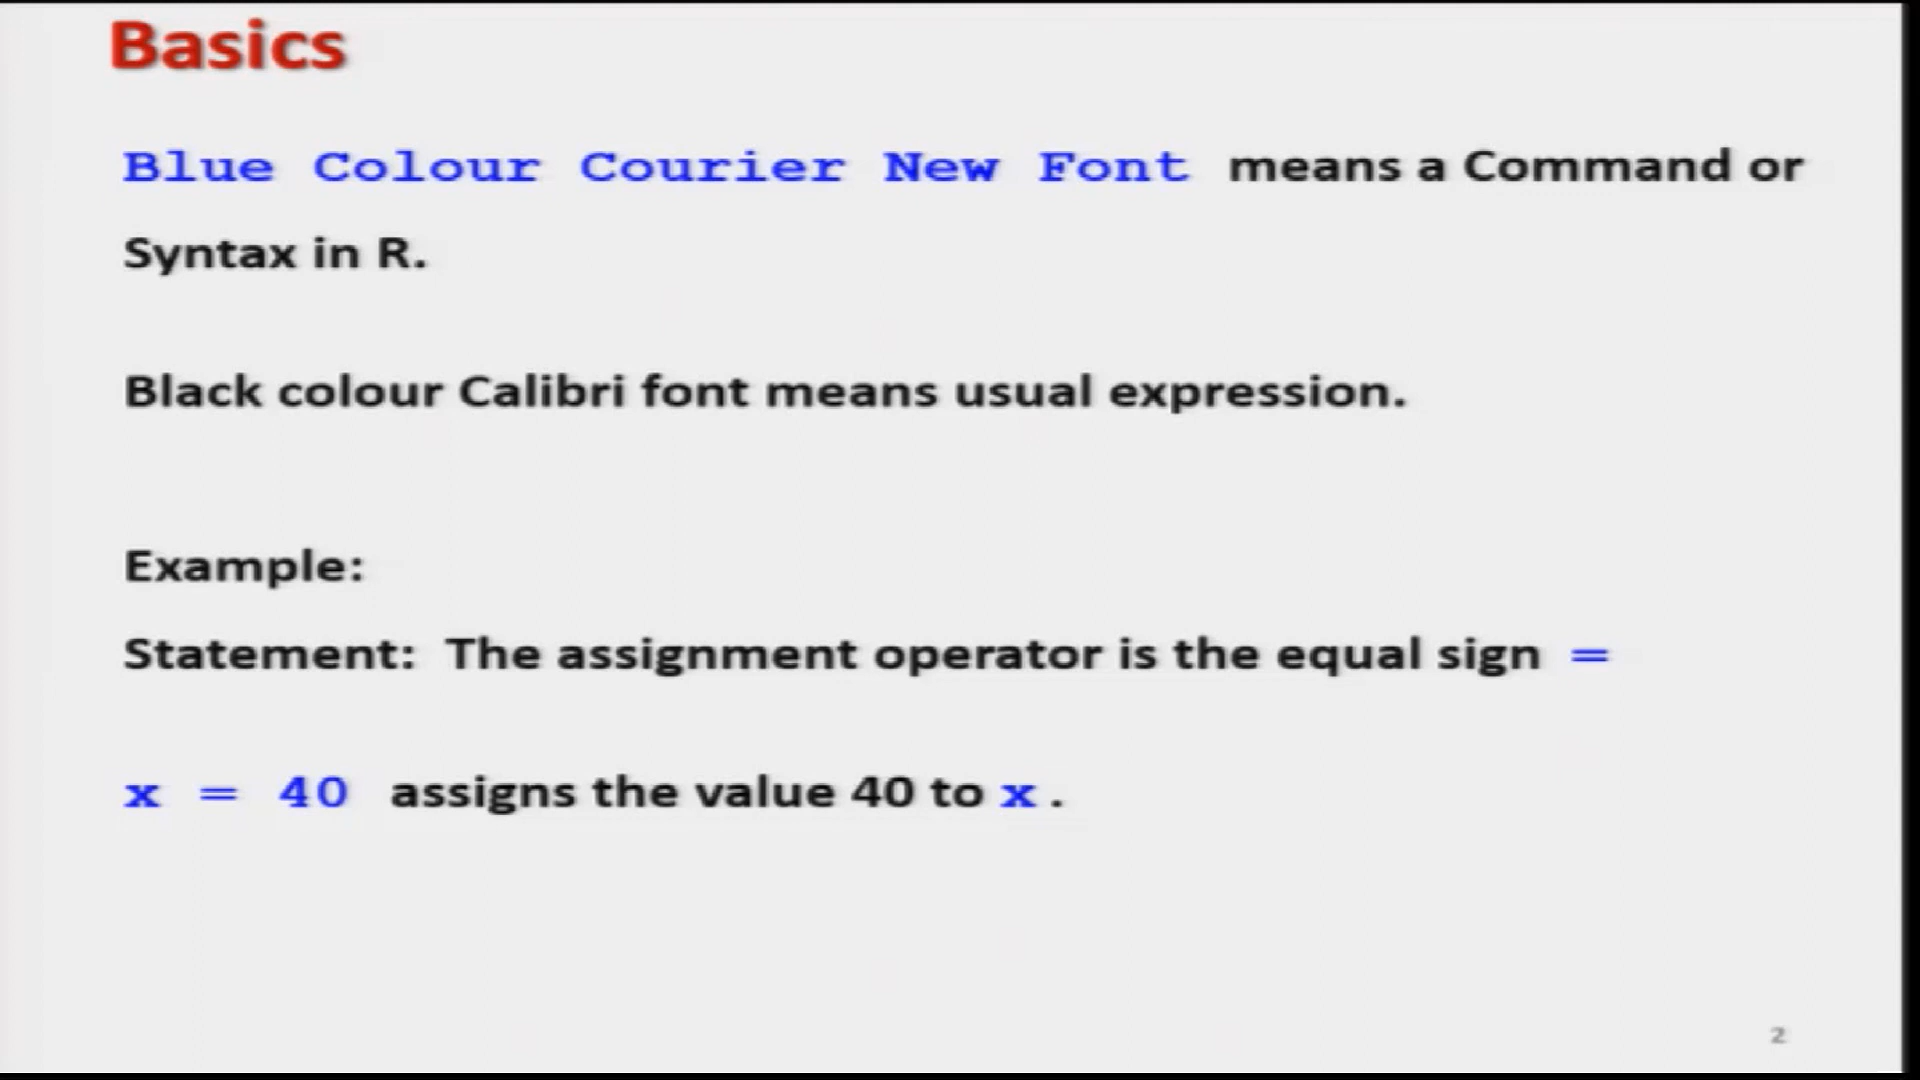 Basics
Blue Colour Courier New Font means a Command or
Syntax in R.
Black colour Calibri font means usual expression.
Example:
Statement: The assignment operator is the equal sign =
x = 40 assigns the value 40 to x .
2